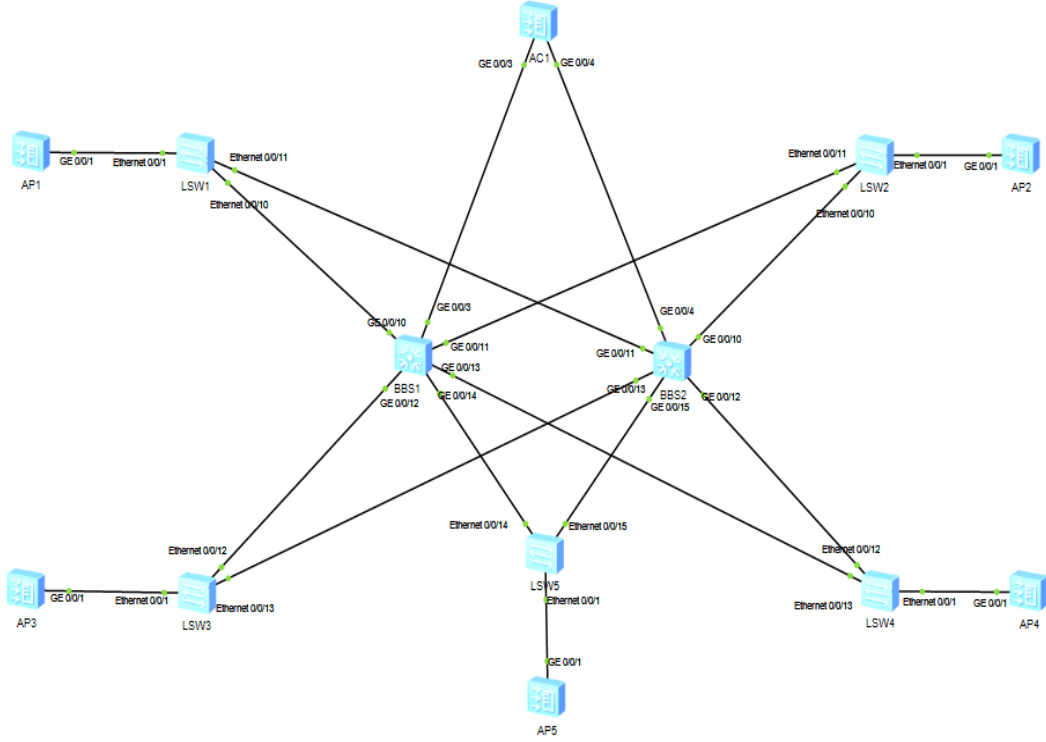 AC1
GE 0/0/3
GE 0/0/4
GE 0/0/1
Ethernet 0/0/1
Ethernet 0/0/11
AP1
LSW1
Ethernet 0/0/10
Ethernet 0/0/11
Ethernet 0/0/1
GE 0/0/1
LSW2
AP2
Ethernet 0/0/10
GE 0/0/3
GE 0/0/4
GE 0/0/10
GE 0/0/10
GE 0/0/11
GE 0/0/11
GE 0/0/13
BBS1
GE 0/0/12
GE 0/0/14
GE 0/0/13
BBS2
GE 0/0/12
GE 0/0/15
Ethernet 0/0/14
Ethernet 0/0/15
Ethernet 0/0/12
Ethernet 0/0/12
LSW5
GE 0/0/1
Ethernet 0/0/1
Ethernet 0/0/13
AP3
LSW3
Ethernet 0/0/1
Ethernet 0/0/13
Ethernet 0/0/1
GE 0/0/1
LSW4
AP4
GE 0/0/1
AP5